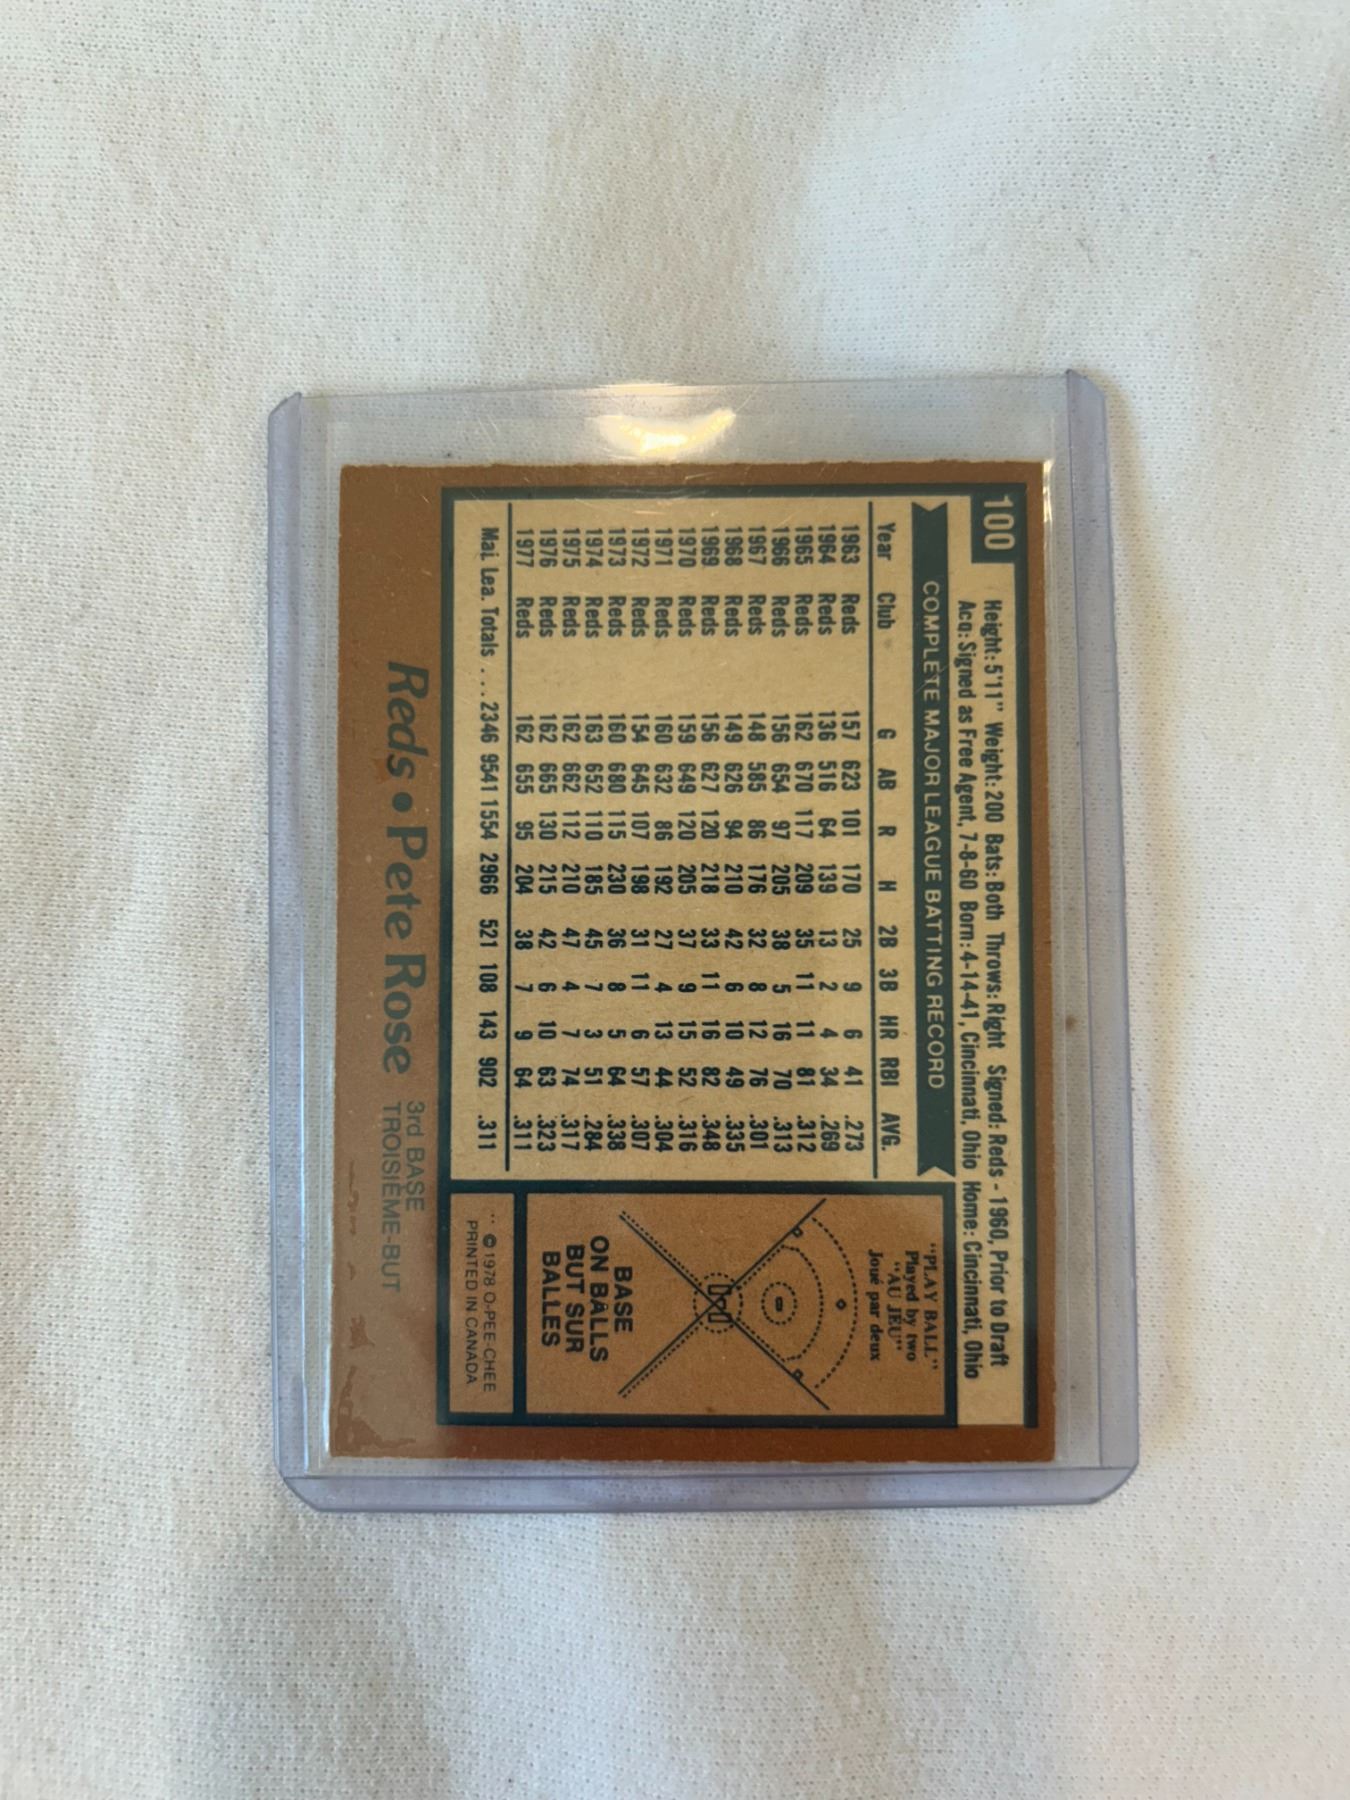 100
Height: 5'11" Weight: 200 Bats: Both Throws: Right Signed: Reds - 1960, Prior to Draft
Acq: Signed as Free Agent, 7-8-60 Born: 4-14-41, Cincinnati, Ohio Home: Cincinnati, Ohio
COMPLETE MAJOR LEAGUE BATTING RECORD
Year Club G AB R H 2B 3B HR RBI AVG.
1963 Reds 157 623 101 170 25 9 6 41 .273
1964 Reds 136 516 64 139 13 2 4 34 .269
1965 Reds 162 670 117 209 35 11 11 81 .312
1966 Reds 156 654 97 205 38 5 16 70 .313
1967 Reds 148 585 86 176 32 8 12 76 .301
1968 Reds 149 626 94 210 42 6 10 49 .335
1969 Reds 156 627 120 218 33 11 16 82 .348
1970 Reds 159 649 120 205 37 9 15 52 .316
1971 Reds 160 632 86 192 27 4 13 44 .304
1972 Reds 154 645 107 198 31 11 6 57 .307
1973 Reds 160 680 115 230 36 8 5 64 .338
1974 Reds 163 652 110 185 45 7 3 51 .284
1975 Reds 162 662 112 210 47 4 7 74 .317
1976 Reds 162 665 130 215 42 6 10 63 .323
1977 Reds 162 655 95 204 38 7 9 64 .311
Maj. Lea. Totals .... 2346 9541 1554 2966 521 108 143 902 .311
"PLAY BALL"
Played by two
"AU JEU"
Joué par deux
BASE
ON BALLS
BUT SUR
BALLES
© 1978 O-PEE-CHEE
PRINTED IN CANADA
Reds • Pete Rose
3rd BASE
TROISIÈME-BUT